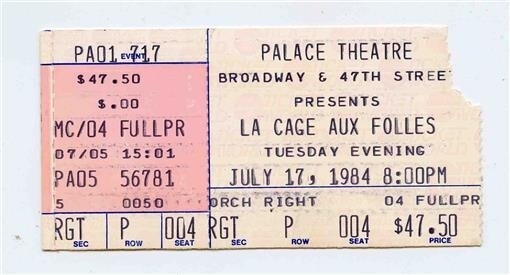 PA01 717
EVENT
$47.50
$.00
MC/04 FULLPR
07/05 15:01
PA05 56781
5 0050
RGT P 004
SEC SEAT
PALACE THEATRE
BROADWAY & 47TH STREE
PRESENTS
LA CAGE AUX FOLLES
TUESDAY EVENING
JULY 17, 1984 8:00PM
ORCH RIGHT 04 FULLPR
RGT P 004 $47.50
SEC SEAT PRICE